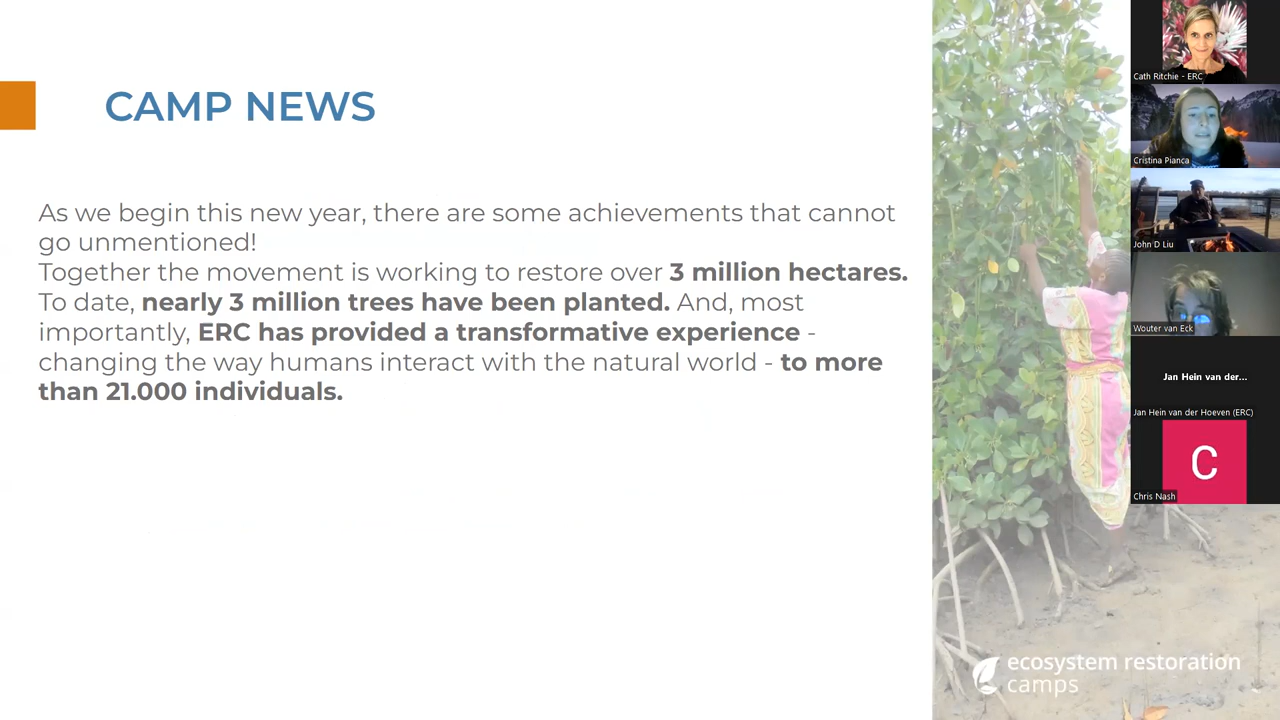 CAMP NEWS
As we begin this new year, there are some achievements that cannot
go unmentioned!
Together the movement is working to restore over 3 million hectares.
To date, nearly 3 million trees have been planted. And, most
importantly, ERC has provided a transformative experience -
changing the way humans interact with the natural world - to more
than 21.000 individuals.
Cath Ritchie - ERC
Cristina Pianca
John D Liu
Wouter van Eck
Jan Hein van der...
Jan Hein van der Hoeven (ERC)
C
Chris Nash
ecosystem restoration
camps